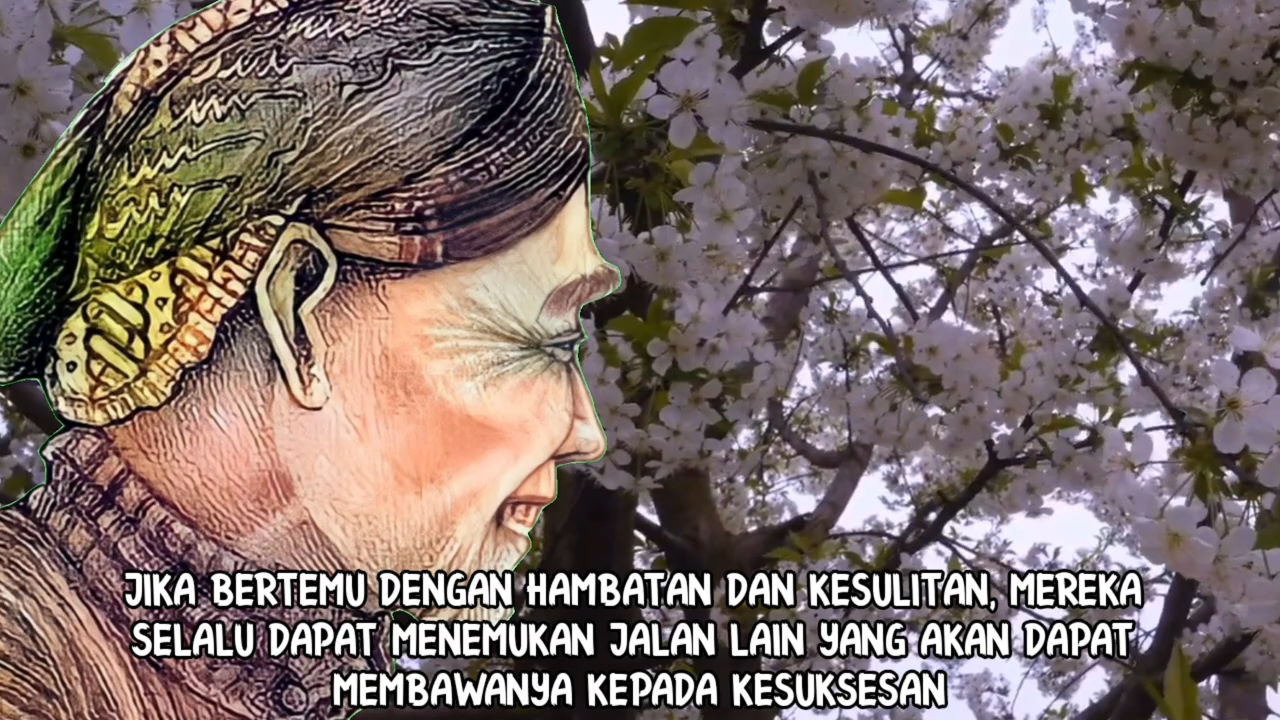 JIKA BERTEMU DENGAN HAMBATAN DAN KESULITAN, MEREKA
SELALU DAPAT MENEMUKAN JALAN LAIN YANG AKAN DAPAT
MEMBAWANYA KEPADA KESUKSESAN